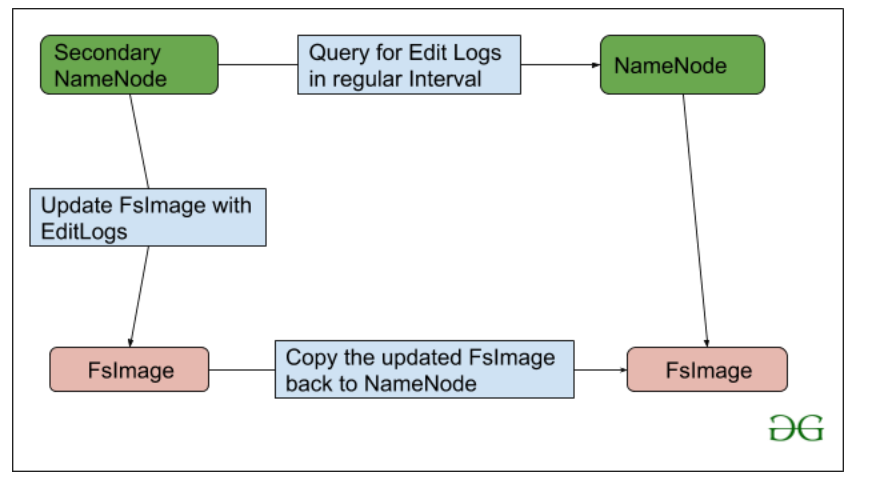 Secondary
NameNode
Query for Edit Logs
in regular Interval
NameNode
Update FsImage with
EditLogs
FsImage
Copy the updated FsImage
back to NameNode
FsImage